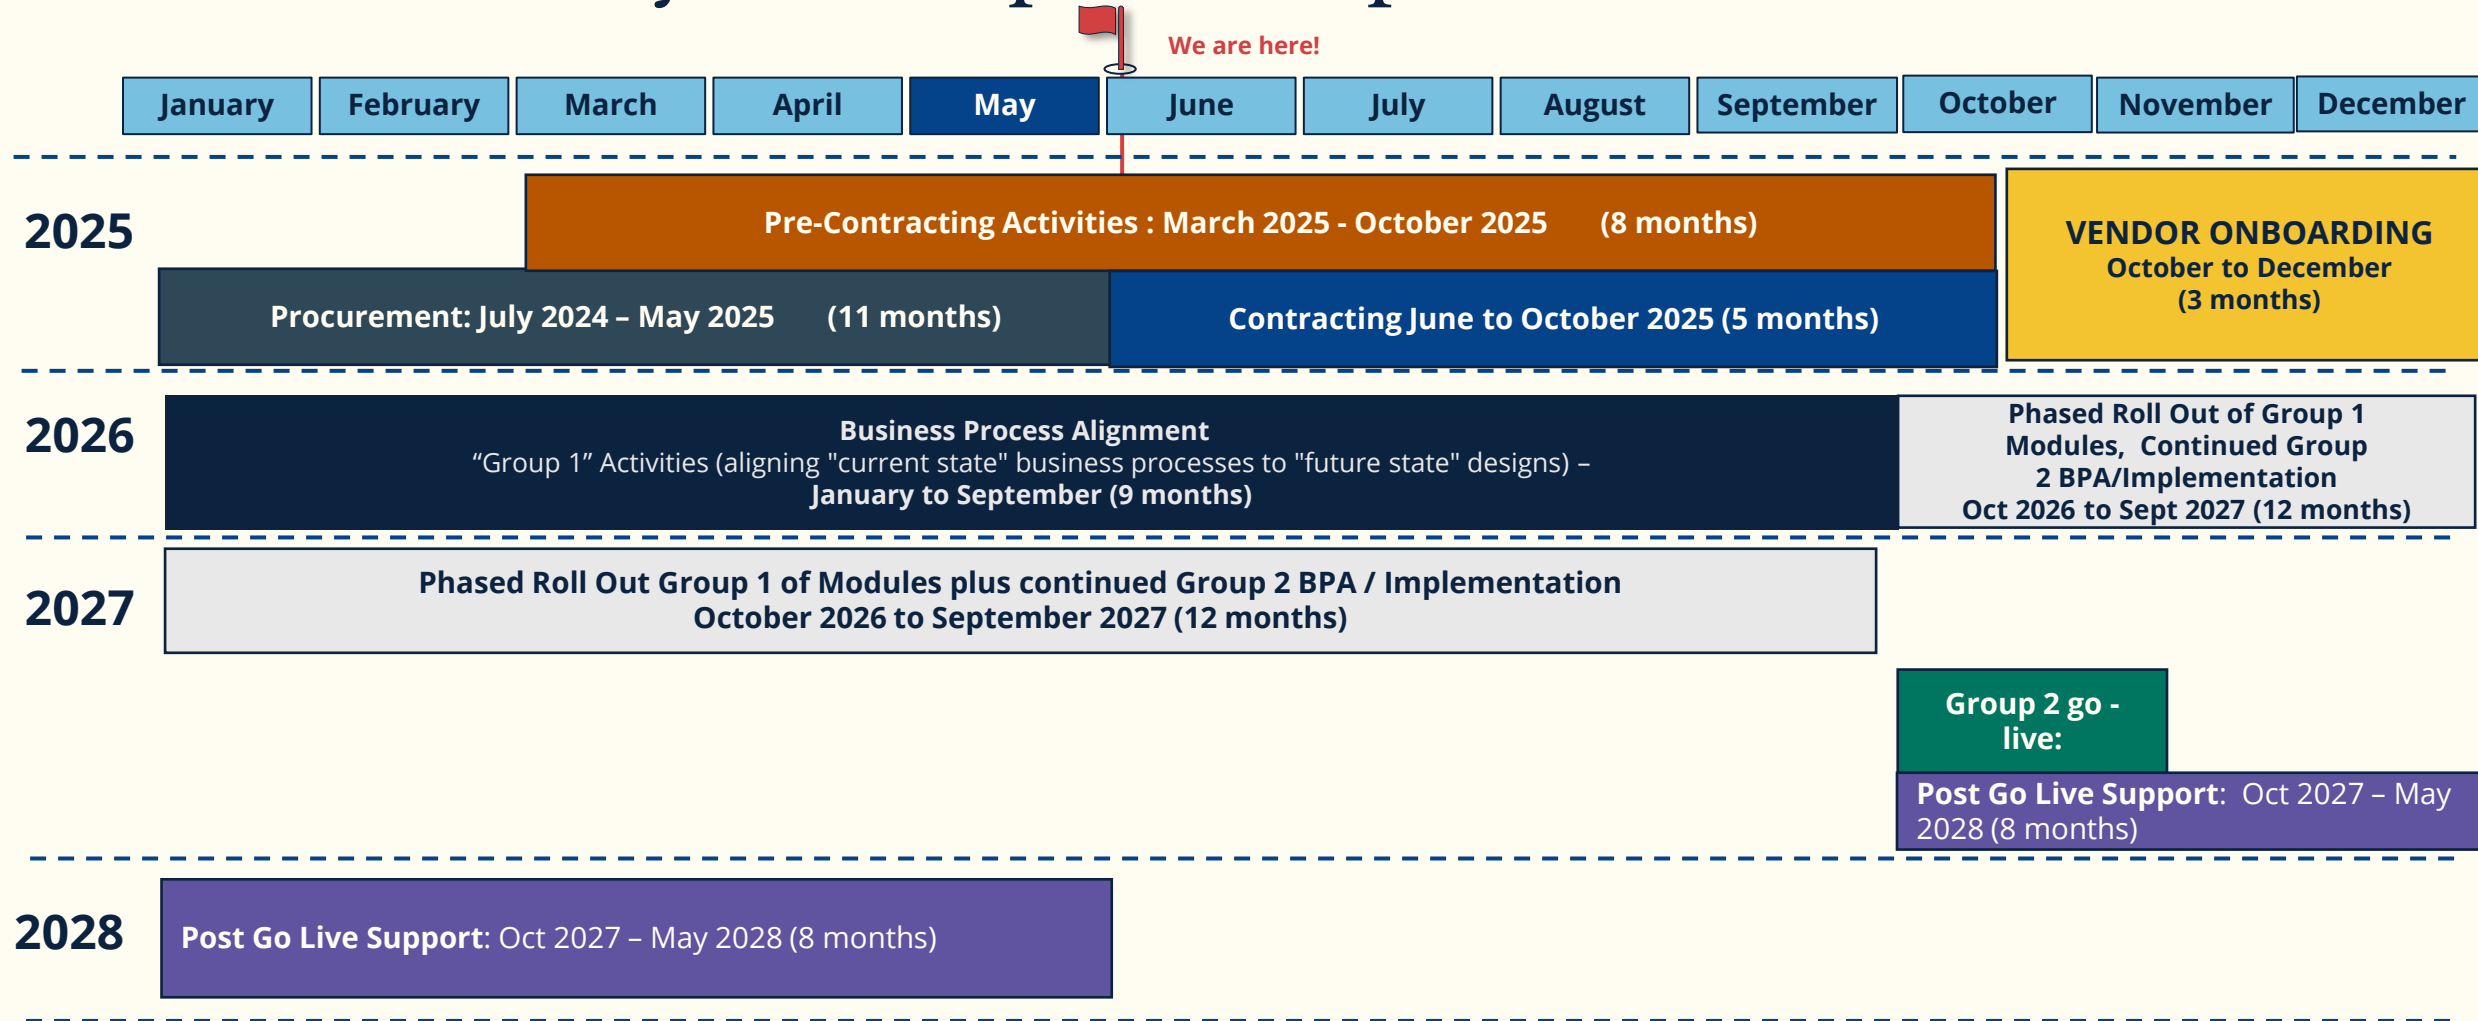 We are here!
January February March April May June July August September October November December
2025
Pre-Contracting Activities : March 2025 - October 2025 (8 months)
VENDOR ONBOARDING
October to December
(3 months)
Procurement: July 2024 – May 2025 (11 months)
Contracting June to October 2025 (5 months)
2026
Business Process Alignment
“Group 1” Activities (aligning "current state" business processes to "future state" designs) –
January to September (9 months)
Phased Roll Out of Group 1
Modules, Continued Group
2 BPA/Implementation
Oct 2026 to Sept 2027 (12 months)
2027
Phased Roll Out Group 1 of Modules plus continued Group 2 BPA / Implementation
October 2026 to September 2027 (12 months)
Group 2 go -
live:
Post Go Live Support: Oct 2027 – May
2028 (8 months)
2028
Post Go Live Support: Oct 2027 – May 2028 (8 months)